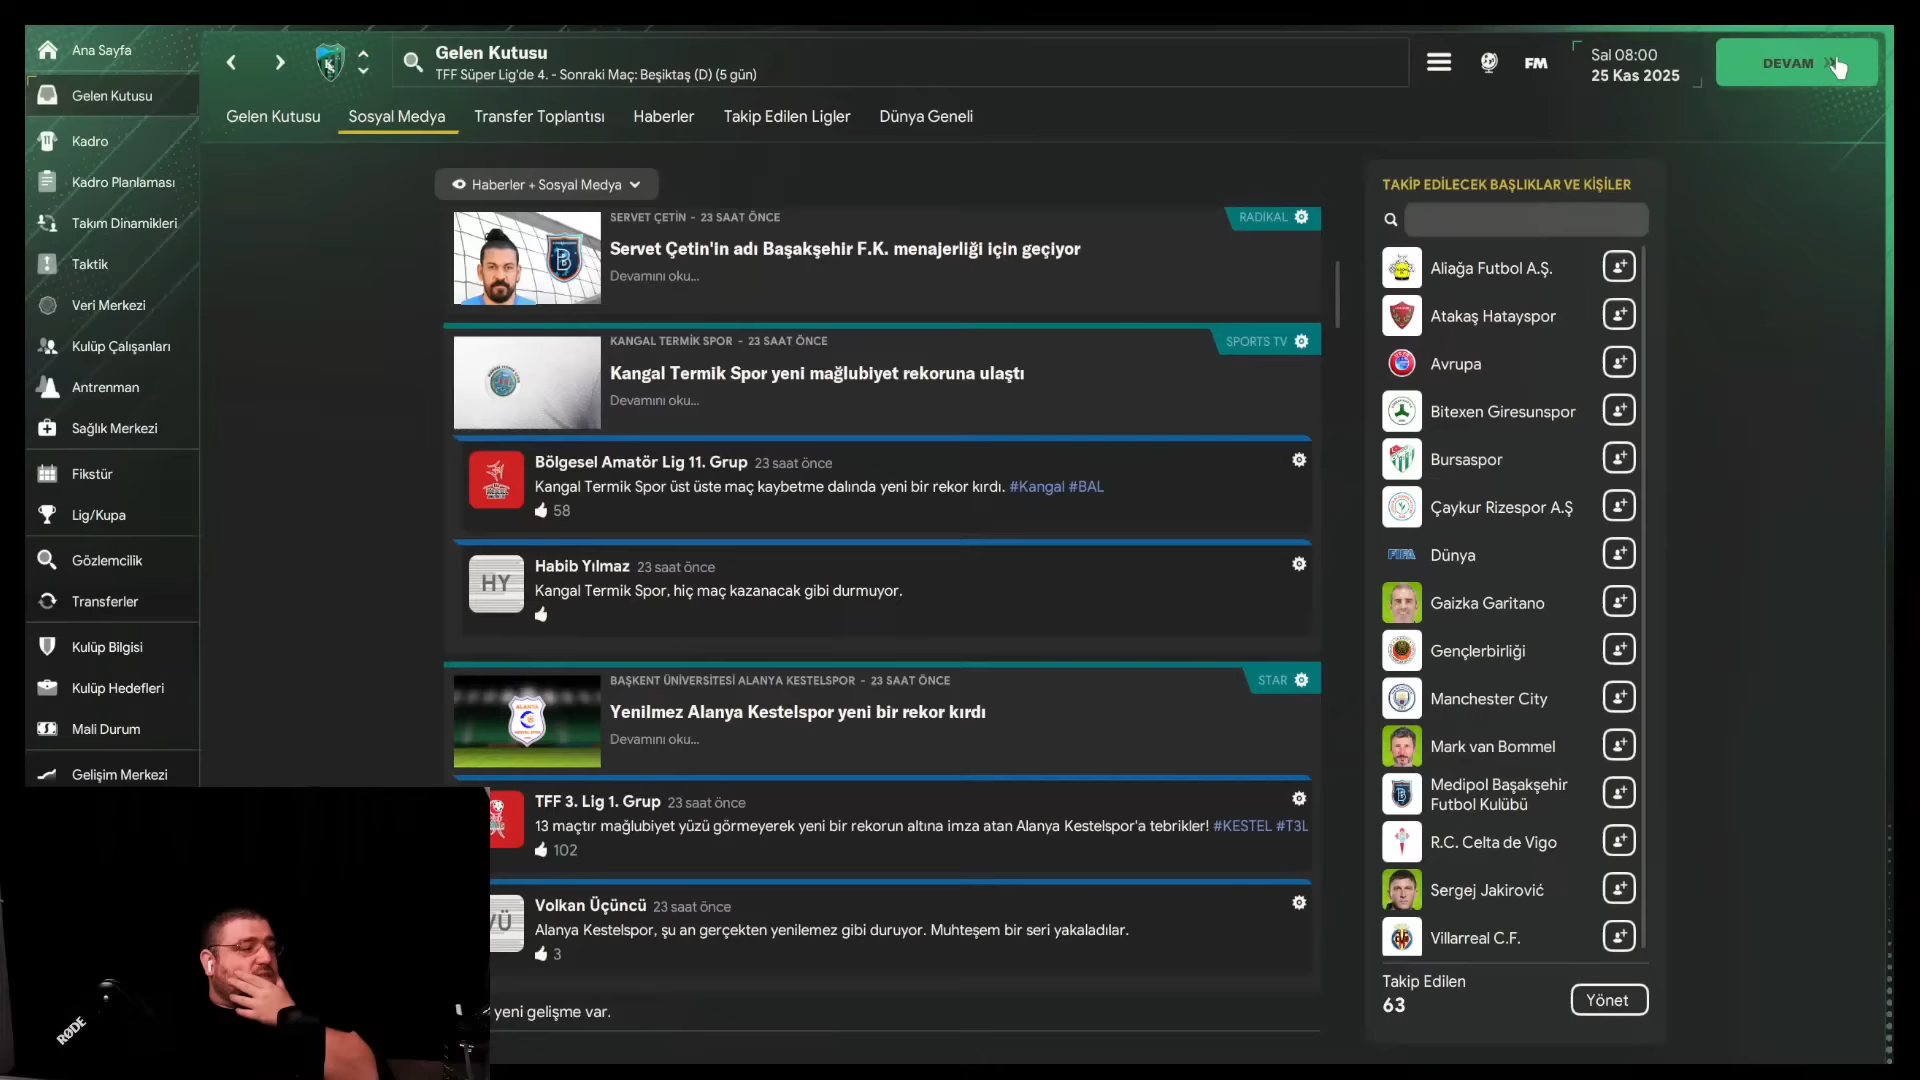 Ana Sayfa
Gelen Kutusu
Kadro
Kadro Planlaması
Takım Dinamikleri
Taktik
Veri Merkezi
Kulüp Çalışanları
Antrenman
Sağlık Merkezi
Fikstür
Lig/Kupa
Gözlemcilik
Transferler
Kulüp Bilgisi
Kulüp Hedefleri
Mali Durum
Gelişim Merkezi
Gelen Kutusu
TFF Süper Lig'de 4. - Sonraki Maç: Beşiktaş (D) (5 gün)
FM
Sal 08:00
25 Kas 2025
DEVAM
Gelen Kutusu
Sosyal Medya
Transfer Toplantısı
Haberler
Takip Edilen Ligler
Dünya Geneli
Haberler + Sosyal Medya
SERVET ÇETİN - 23 SAAT ÖNCE
RADİKAL
Servet Çetin'in adı Başakşehir F.K. menajerliği için geçiyor
Devamını oku...
KANGAL TERMİK SPOR - 23 SAAT ÖNCE
SPORTS TV
Kangal Termik Spor yeni mağlubiyet rekoruna ulaştı
Devamını oku...
Bölgesel Amatör Lig 11. Grup 23 saat önce
Kangal Termik Spor üst üste maç kaybetme dalında yeni bir rekor kırdı. #Kangal #BAL
58
HY
Habib Yılmaz 23 saat önce
Kangal Termik Spor, hiç maç kazanacak gibi durmuyor.
BAŞKENT ÜNİVERSİTESİ ALANYA KESTELSPOR - 23 SAAT ÖNCE
STAR
Yenilmez Alanya Kestelspor yeni bir rekor kırdı
Devamını oku...
TFF 3. Lig 1. Grup 23 saat önce
13 maçtır mağlubiyet yüzü görmeyerek yeni bir rekorun altına imza atan Alanya Kestelspor'a tebrikler! #KESTEL #T3L
102
VÜ
Volkan Üçüncü 23 saat önce
Alanya Kestelspor, şu an gerçekten yenilemez gibi duruyor. Muhteşem bir seri yakaladılar.
3
yeni gelişme var.
TAKİP EDİLECEK BAŞLIKLAR VE KİŞİLER
Aliağa Futbol A.Ş.
Atakaş Hatayspor
Avrupa
Bitexen Giresunspor
Bursaspor
Çaykur Rizespor A.Ş
FIFA
Dünya
Gaizka Garitano
Gençlerbirliği
Manchester City
Mark van Bommel
Medipol Başakşehir
Futbol Kulübü
R.C. Celta de Vigo
Sergej Jakirović
Villarreal C.F.
Takip Edilen
63
Yönet
RØDE